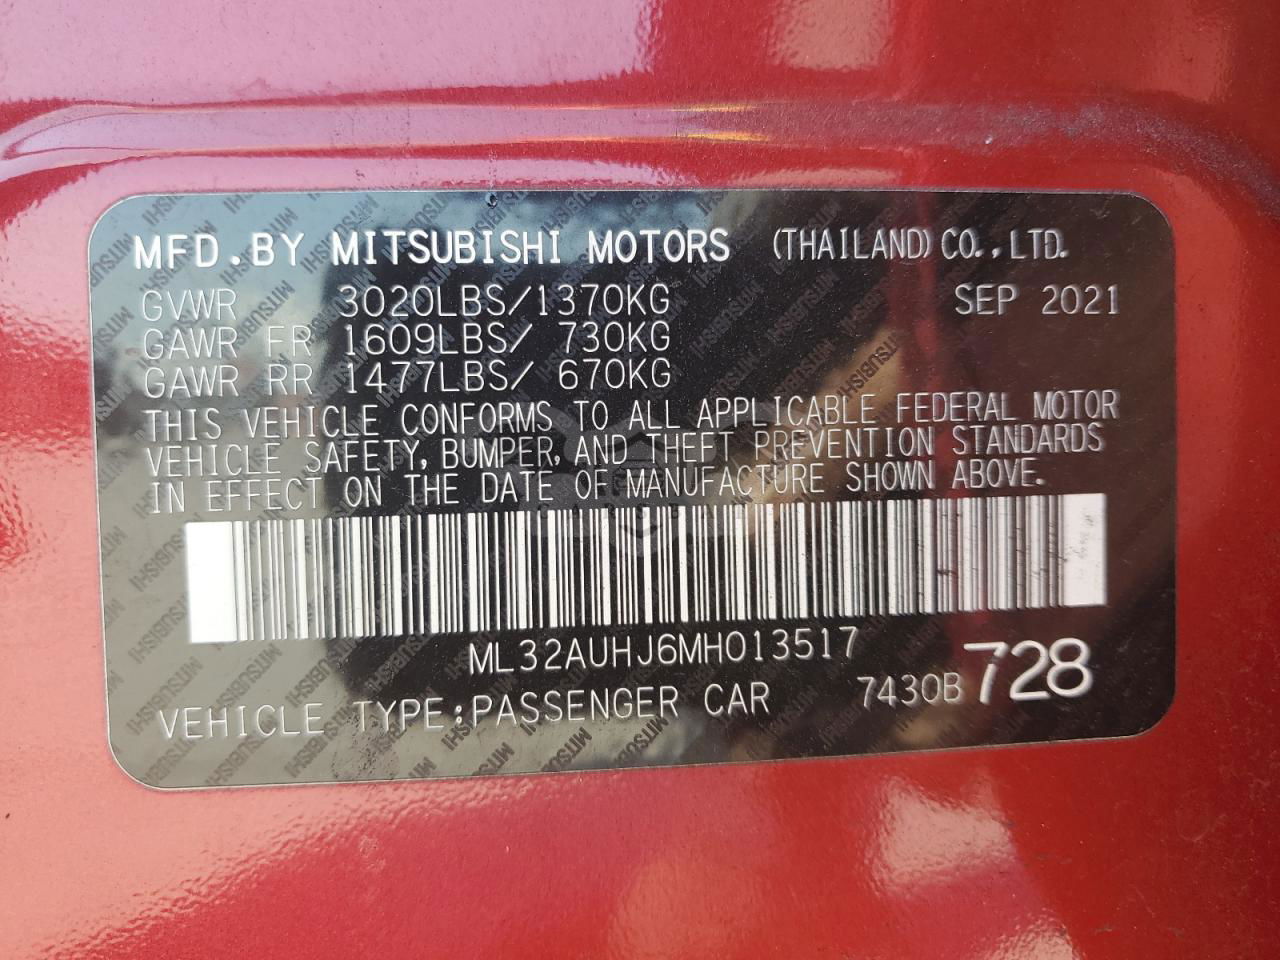 MFD. BY MITSUBISHI MOTORS (THAILAND) CO., LTD.
GVWR 3020LBS/1370KG SEP 2021
GAWR FR 1609LBS/ 730KG
GAWR RR 1477LBS/ 670KG
THIS VEHICLE CONFORMS TO ALL APPLICABLE FEDERAL MOTOR
VEHICLE SAFETY, BUMPER, AND THEFT PREVENTION STANDARDS
IN EFFECT ON THE DATE OF MANUFACTURE SHOWN ABOVE.
ML32AUHJ6MH013517
VEHICLE TYPE:PASSENGER CAR 7430B 728